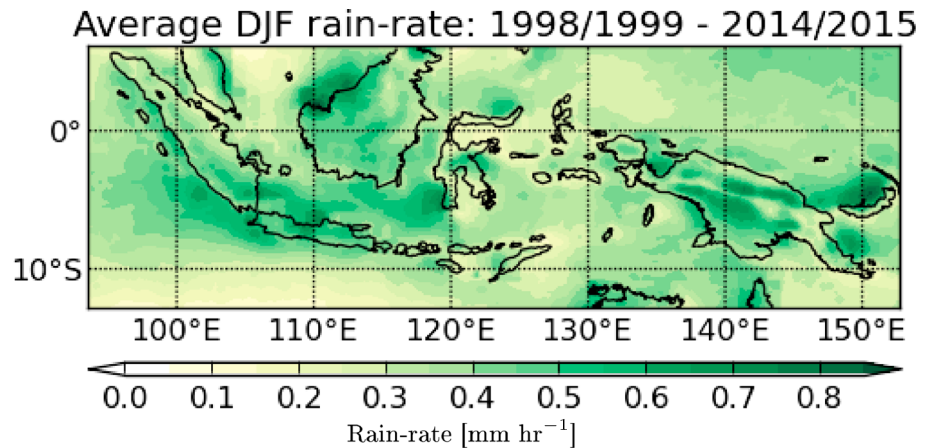 Average DJF rain-rate: 1998/1999 - 2014/2015
0°
10°S
100°E 110°E 120°E 130°E 140°E 150°E
0.0 0.1 0.2 0.3 0.4 0.5 0.6 0.7 0.8
Rain-rate [mm hr⁻¹]